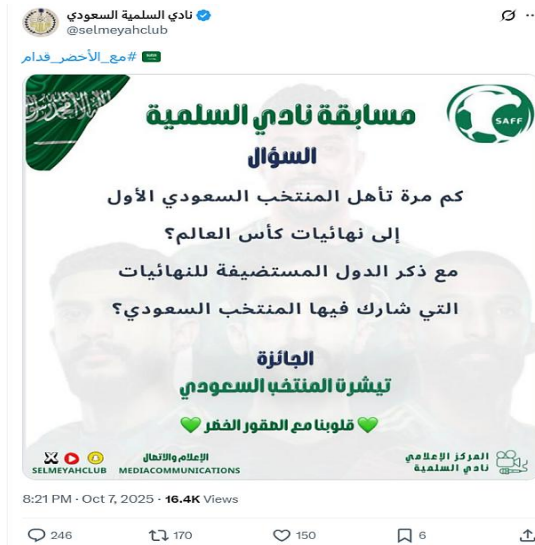 نادي السلمية السعودي
@selmeyahclub
#مع_الأخضر_قدام 🇸🇦
SAFF
مسابقة نادي السلمية
السؤال
كم مرة تأهل المنتخب السعودي الأول
إلى نهائيات كأس العالم؟
مع ذكر الدول المستضيفة للنهائيات
التي شارك فيها المنتخب السعودي؟
الجائزة
تيشرة المنتخب السعودي
💚 قلوبنا مع الصقور الخضر 💚
المركز الإعلامي
نادي السلمية
الإعلام والاتصال
MEDIACOMMUNICATIONS
SELMEYAHCLUB
8:21 PM · Oct 7, 2025 · 16.4K Views
246 170 150 6